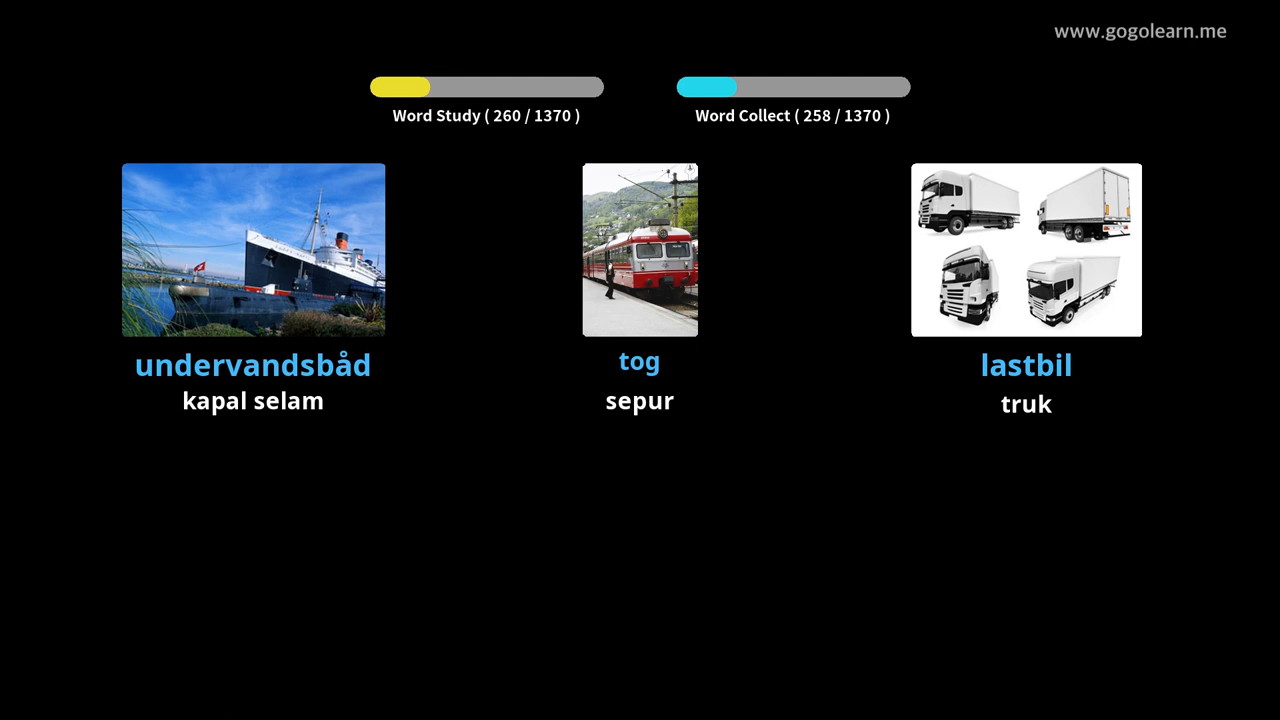 www.gogolearn.me
Word Study ( 260 / 1370 )
Word Collect ( 258 / 1370 )
undervandsbåd
kapal selam
tog
sepur
lastbil
truk